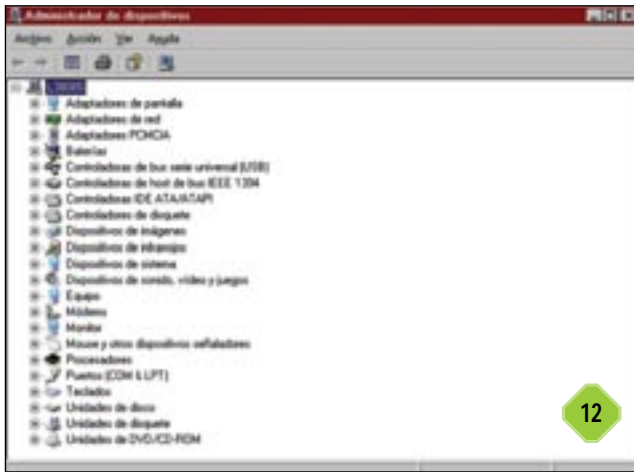 Administrador de dispositivos
Archivo Acción Ver Ayuda
Adaptadores de pantalla
Adaptadores de red
Adaptadores PCMCIA
Baterías
Controladoras de bus serie universal (USB)
Controladoras de host de bus IEEE 1394
Controladoras IDE ATA/ATAPI
Controladores de disquete
Dispositivos de imágenes
Dispositivos de infrarrojos
Dispositivos de sistema
Dispositivos de sonido, vídeo y juegos
Equipo
Módems
Monitor
Mouse y otros dispositivos señaladores
Procesadores
Puertos (COM & LPT)
Teclados
Unidades de disco
Unidades de disquete
Unidades de DVD/CD-ROM
12